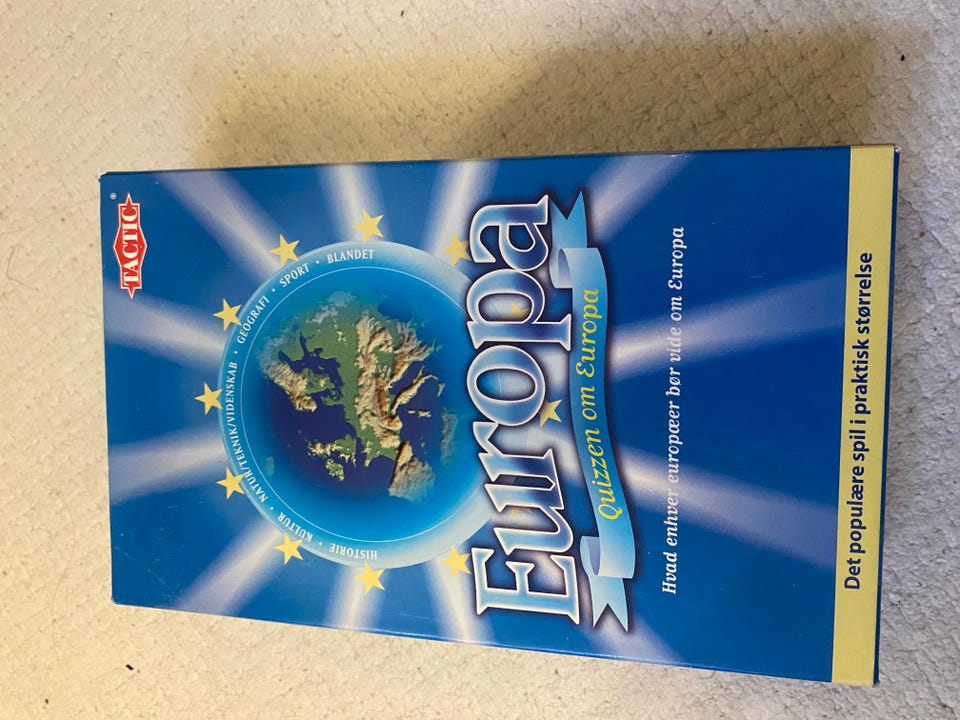 TACTIC
®
HISTORIE • KULTUR • NATUR/TEKNIK/VIDENSKAB • GEOGRAFI • SPORT • BLANDET
Europa
Quizzen om Europa
Hvad enhver europæer bør vide om Europa
Det populære spil i praktisk størrelse